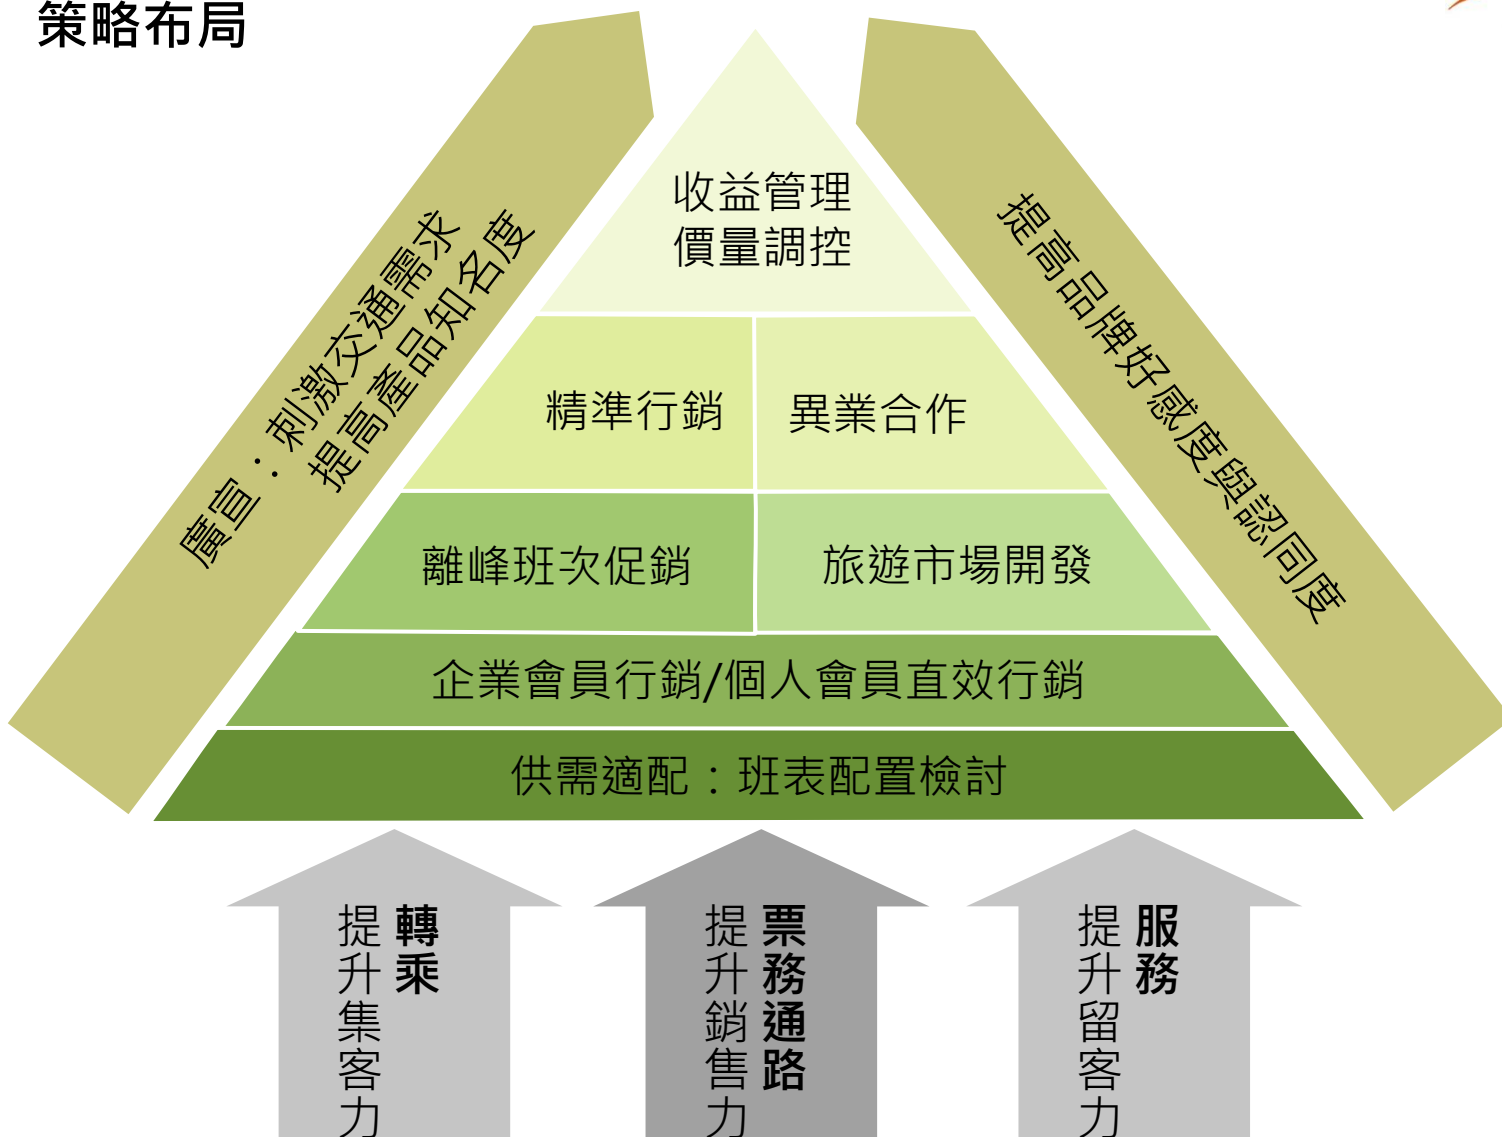 策略布局
廣宣：刺激交通需求
提高產品知名度
提高品牌好感度與認同度
收益管理
價量調控
精準行銷
異業合作
離峰班次促銷
旅遊市場開發
企業會員行銷/個人會員直效行銷
供需適配：班表配置檢討
轉乘
提升集客力
票務通路
提升銷售力
服務
提升留客力